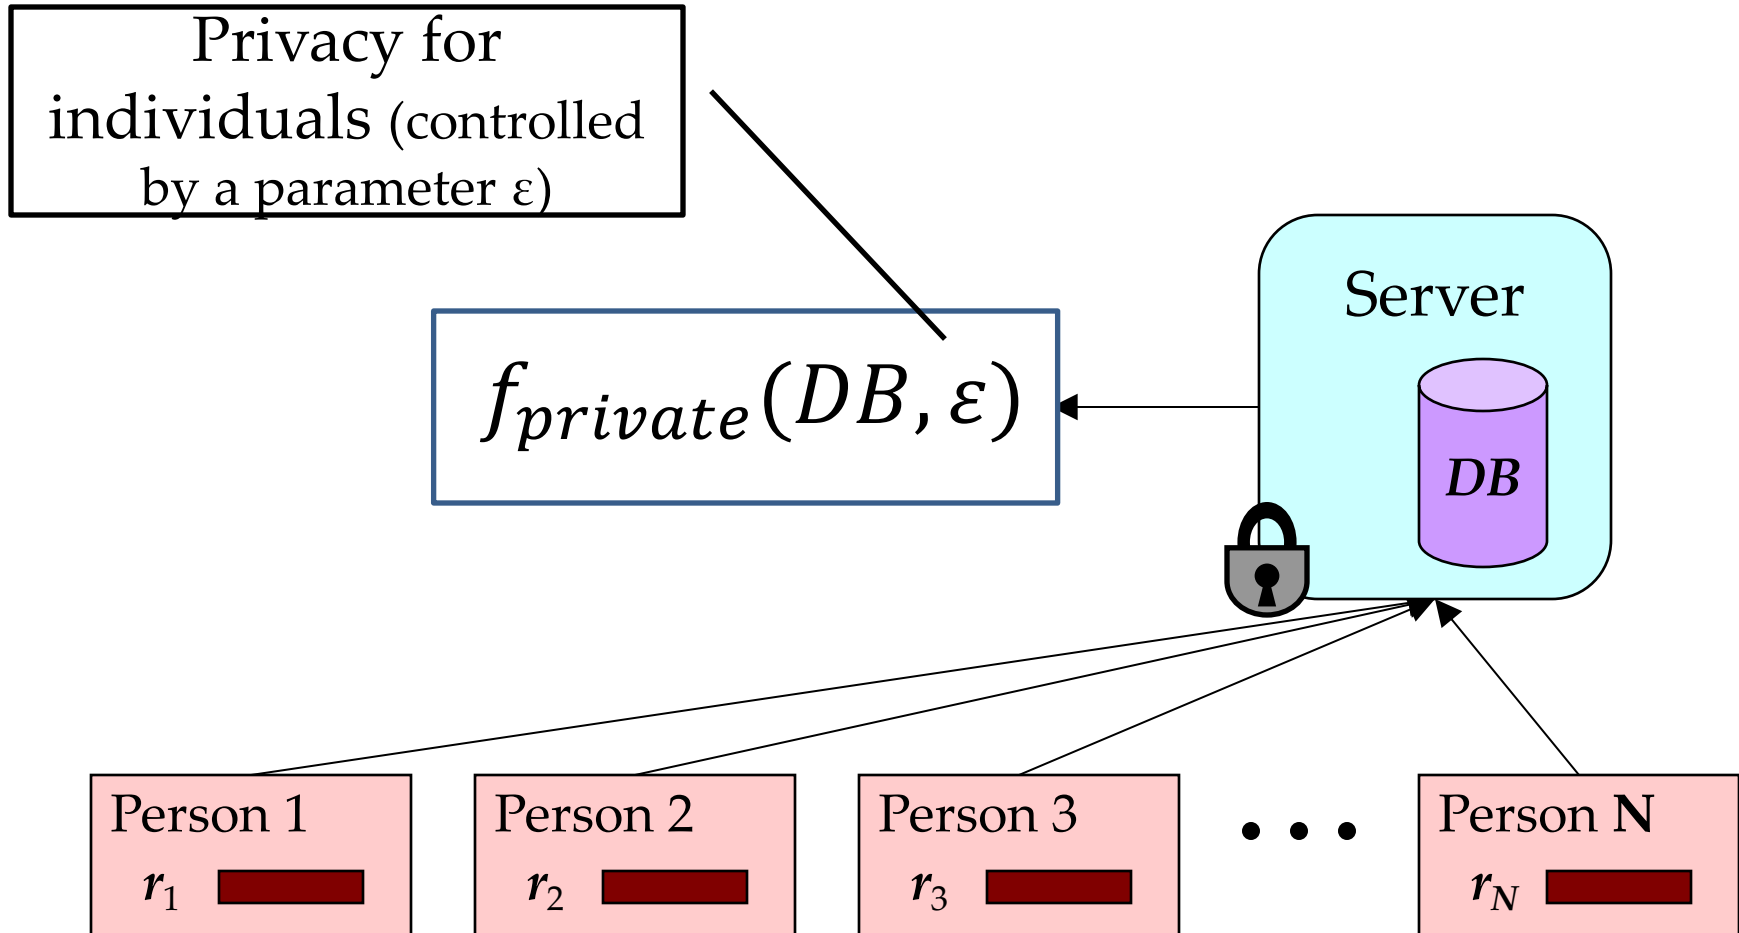 Privacy for
individuals (controlled
by a parameter ε)
Server
f_private(DB, ε)
DB
Person 1
r₁
Person 2
r₂
Person 3
r₃
Person N
r_N